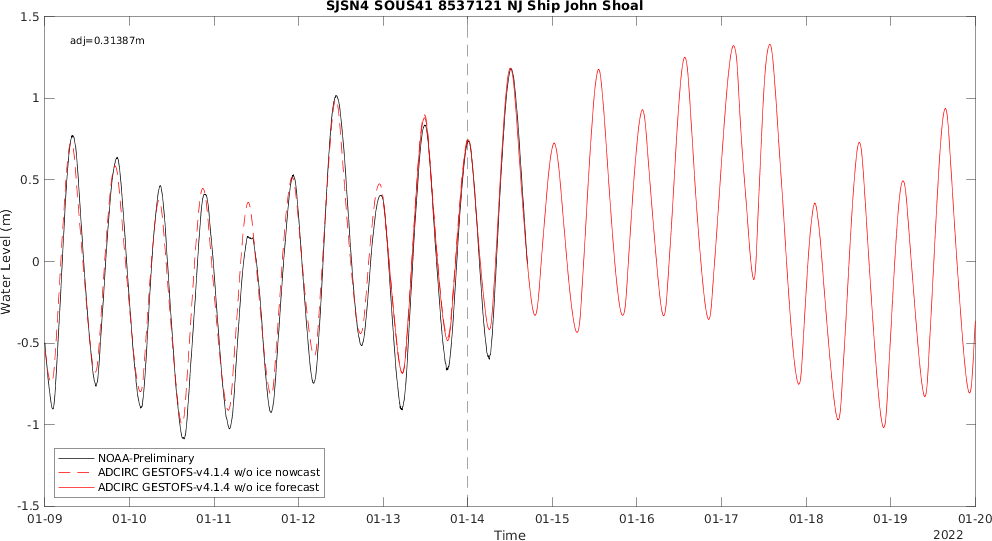 SJSN4 SOUS41 8537121 NJ Ship John Shoal
adj=0.31387m
1.5
1
0.5
0
-0.5
-1
-1.5
Water Level (m)
NOAA-Preliminary
ADCIRC GESTOFS-v4.1.4 w/o ice nowcast
ADCIRC GESTOFS-v4.1.4 w/o ice forecast
01-09 01-10 01-11 01-12 01-13 01-14 01-15 01-16 01-17 01-18 01-19 01-20
Time
2022